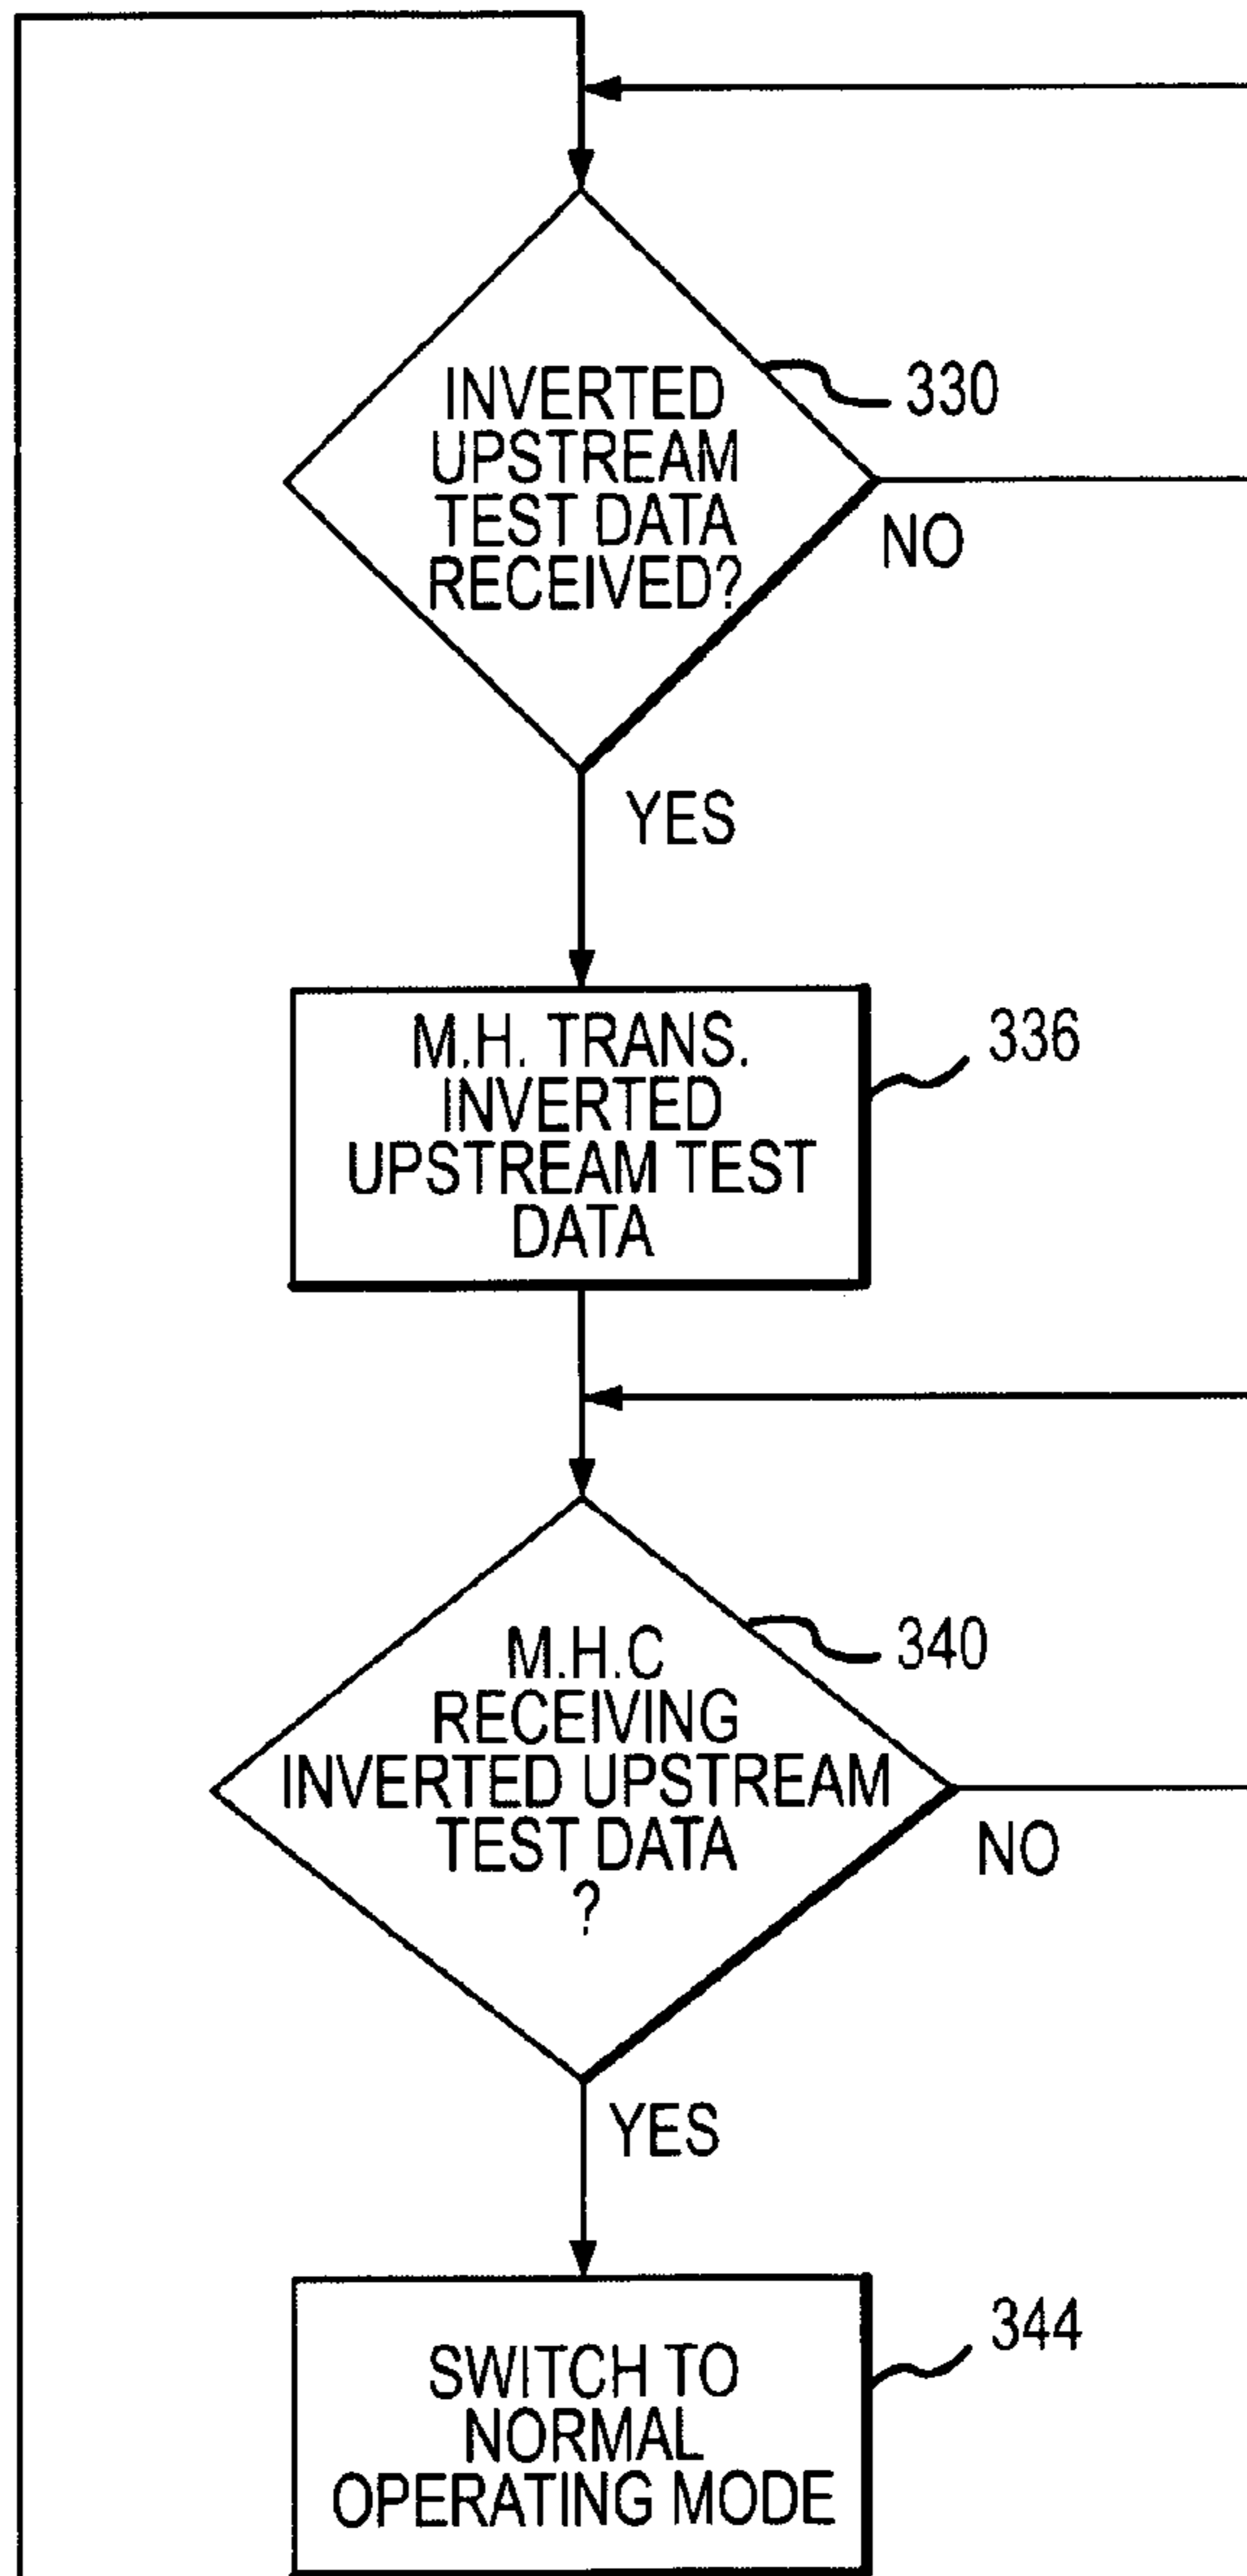 INVERTED
UPSTREAM
TEST DATA
RECEIVED?
330
NO
YES
M.H. TRANS.
INVERTED
UPSTREAM TEST
DATA
336
M.H.C
RECEIVING
INVERTED UPSTREAM
TEST DATA
?
340
NO
YES
SWITCH TO
NORMAL
OPERATING MODE
344